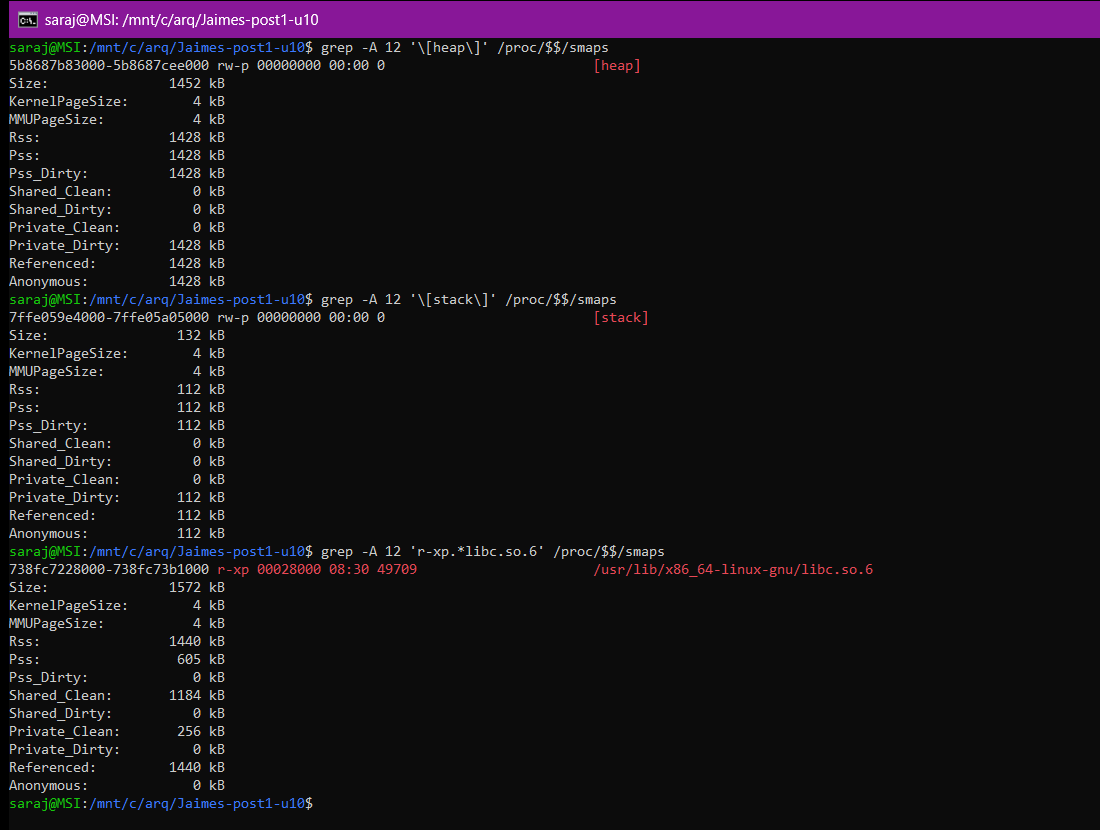 saraj@MSI: /mnt/c/arq/Jaimes-post1-u10
saraj@MSI:/mnt/c/arq/Jaimes-post1-u10$ grep -A 12 '\[heap\]' /proc/$$/smaps
5b8687b83000-5b8687cee000 rw-p 00000000 00:00 0                          [heap]
Size:               1452 kB
KernelPageSize:        4 kB
MMUPageSize:           4 kB
Rss:                1428 kB
Pss:                1428 kB
Pss_Dirty:          1428 kB
Shared_Clean:          0 kB
Shared_Dirty:          0 kB
Private_Clean:         0 kB
Private_Dirty:      1428 kB
Referenced:         1428 kB
Anonymous:          1428 kB
saraj@MSI:/mnt/c/arq/Jaimes-post1-u10$ grep -A 12 '\[stack\]' /proc/$$/smaps
7ffe059e4000-7ffe05a05000 rw-p 00000000 00:00 0                          [stack]
Size:                132 kB
KernelPageSize:        4 kB
MMUPageSize:           4 kB
Rss:                 112 kB
Pss:                 112 kB
Pss_Dirty:           112 kB
Shared_Clean:          0 kB
Shared_Dirty:          0 kB
Private_Clean:         0 kB
Private_Dirty:       112 kB
Referenced:          112 kB
Anonymous:           112 kB
saraj@MSI:/mnt/c/arq/Jaimes-post1-u10$ grep -A 12 'r-xp.*libc.so.6' /proc/$$/smaps
738fc7228000-738fc73b1000 r-xp 00028000 08:30 49709                      /usr/lib/x86_64-linux-gnu/libc.so.6
Size:               1572 kB
KernelPageSize:        4 kB
MMUPageSize:           4 kB
Rss:                1440 kB
Pss:                 605 kB
Pss_Dirty:             0 kB
Shared_Clean:       1184 kB
Shared_Dirty:          0 kB
Private_Clean:       256 kB
Private_Dirty:         0 kB
Referenced:         1440 kB
Anonymous:             0 kB
saraj@MSI:/mnt/c/arq/Jaimes-post1-u10$